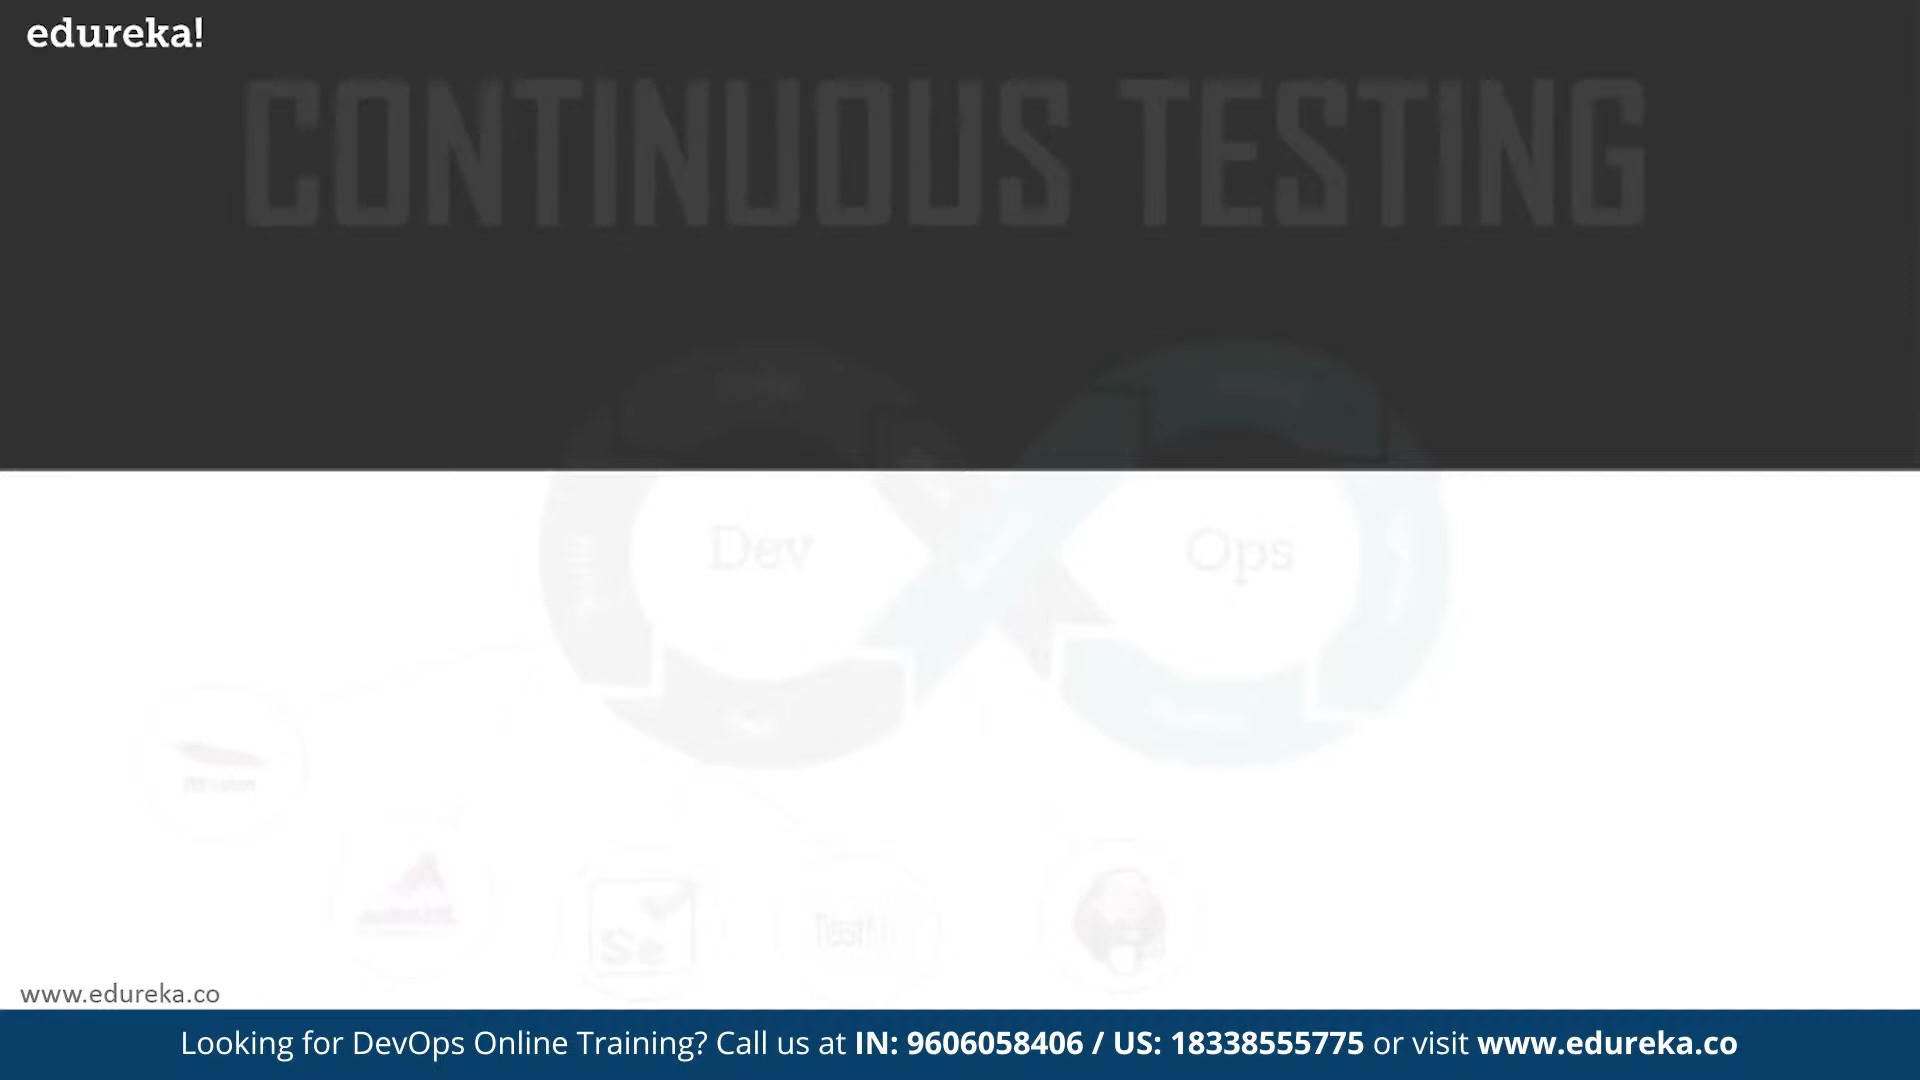 edureka!
CONTINUOUS TESTING
Dev
Ops
Se
www.edureka.co
Looking for DevOps Online Training? Call us at IN: 9606058406 / US: 18338555775 or visit www.edureka.co